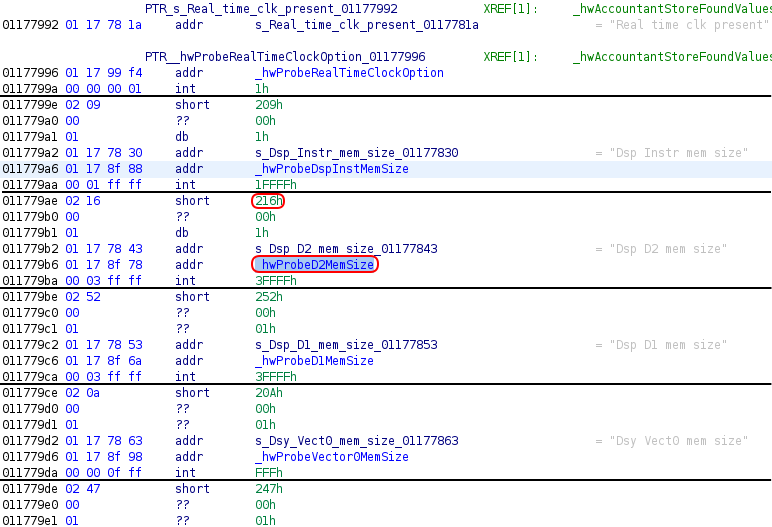 PTR_s_Real_time_clk_present_01177992 XREF[1]: _hwAccountantStoreFoundValues
01177992 01 17 78 1a addr s_Real_time_clk_present_0117781a = "Real time clk present"
PTR__hwProbeRealTimeClockOption_01177996 XREF[1]: _hwAccountantStoreFoundValues
01177996 01 17 99 f4 addr _hwProbeRealTimeClockOption
0117799a 00 00 00 01 int 1h
0117799e 02 09 short 209h
011779a0 00 ?? 00h
011779a1 01 db 1h
011779a2 01 17 78 30 addr s_Dsp_Instr_mem_size_01177830 = "Dsp Instr mem size"
011779a6 01 17 8f 88 addr _hwProbeDspInstMemSize
011779aa 00 01 ff ff int 1FFFFh
011779ae 02 16 short 216h
011779b0 00 ?? 00h
011779b1 01 db 1h
011779b2 01 17 78 43 addr s_Dsp_D2_mem_size_01177843 = "Dsp D2 mem size"
011779b6 01 17 8f 78 addr _hwProbeD2MemSize
011779ba 00 03 ff ff int 3FFFFh
011779be 02 52 short 252h
011779c0 00 ?? 00h
011779c1 01 ?? 01h
011779c2 01 17 78 53 addr s_Dsp_D1_mem_size_01177853 = "Dsp D1 mem size"
011779c6 01 17 8f 6a addr _hwProbeD1MemSize
011779ca 00 03 ff ff int 3FFFFh
011779ce 02 0a short 20Ah
011779d0 00 ?? 00h
011779d1 01 ?? 01h
011779d2 01 17 78 63 addr s_Dsy_Vect0_mem_size_01177863 = "Dsy Vect0 mem size"
011779d6 01 17 8f 98 addr _hwProbeVector0MemSize
011779da 00 00 0f ff int FFFh
011779de 02 47 short 247h
011779e0 00 ?? 00h
011779e1 01 ?? 01h